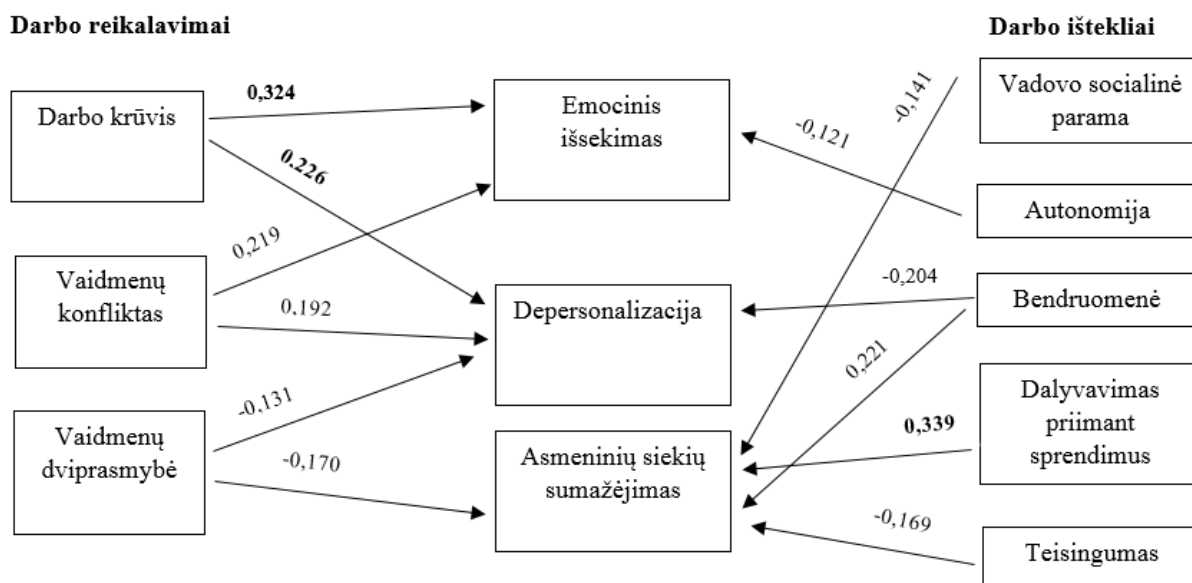 Darbo reikalavimai
Darbo ištekliai
Darbo krūvis
Vaidmenų
konfliktas
Vaidmenų
dviprasmybė
0,324
0.226
0,219
0,192
-0,131
-0,170
Emocinis
išsekimas
Depersonalizacija
Asmeninių siekių
sumažėjimas
-0,141
-0,121
-0,204
0,221
0,339
-0,169
Vadovo socialinė
parama
Autonomija
Bendruomenė
Dalyvavimas
priimant
sprendimus
Teisingumas